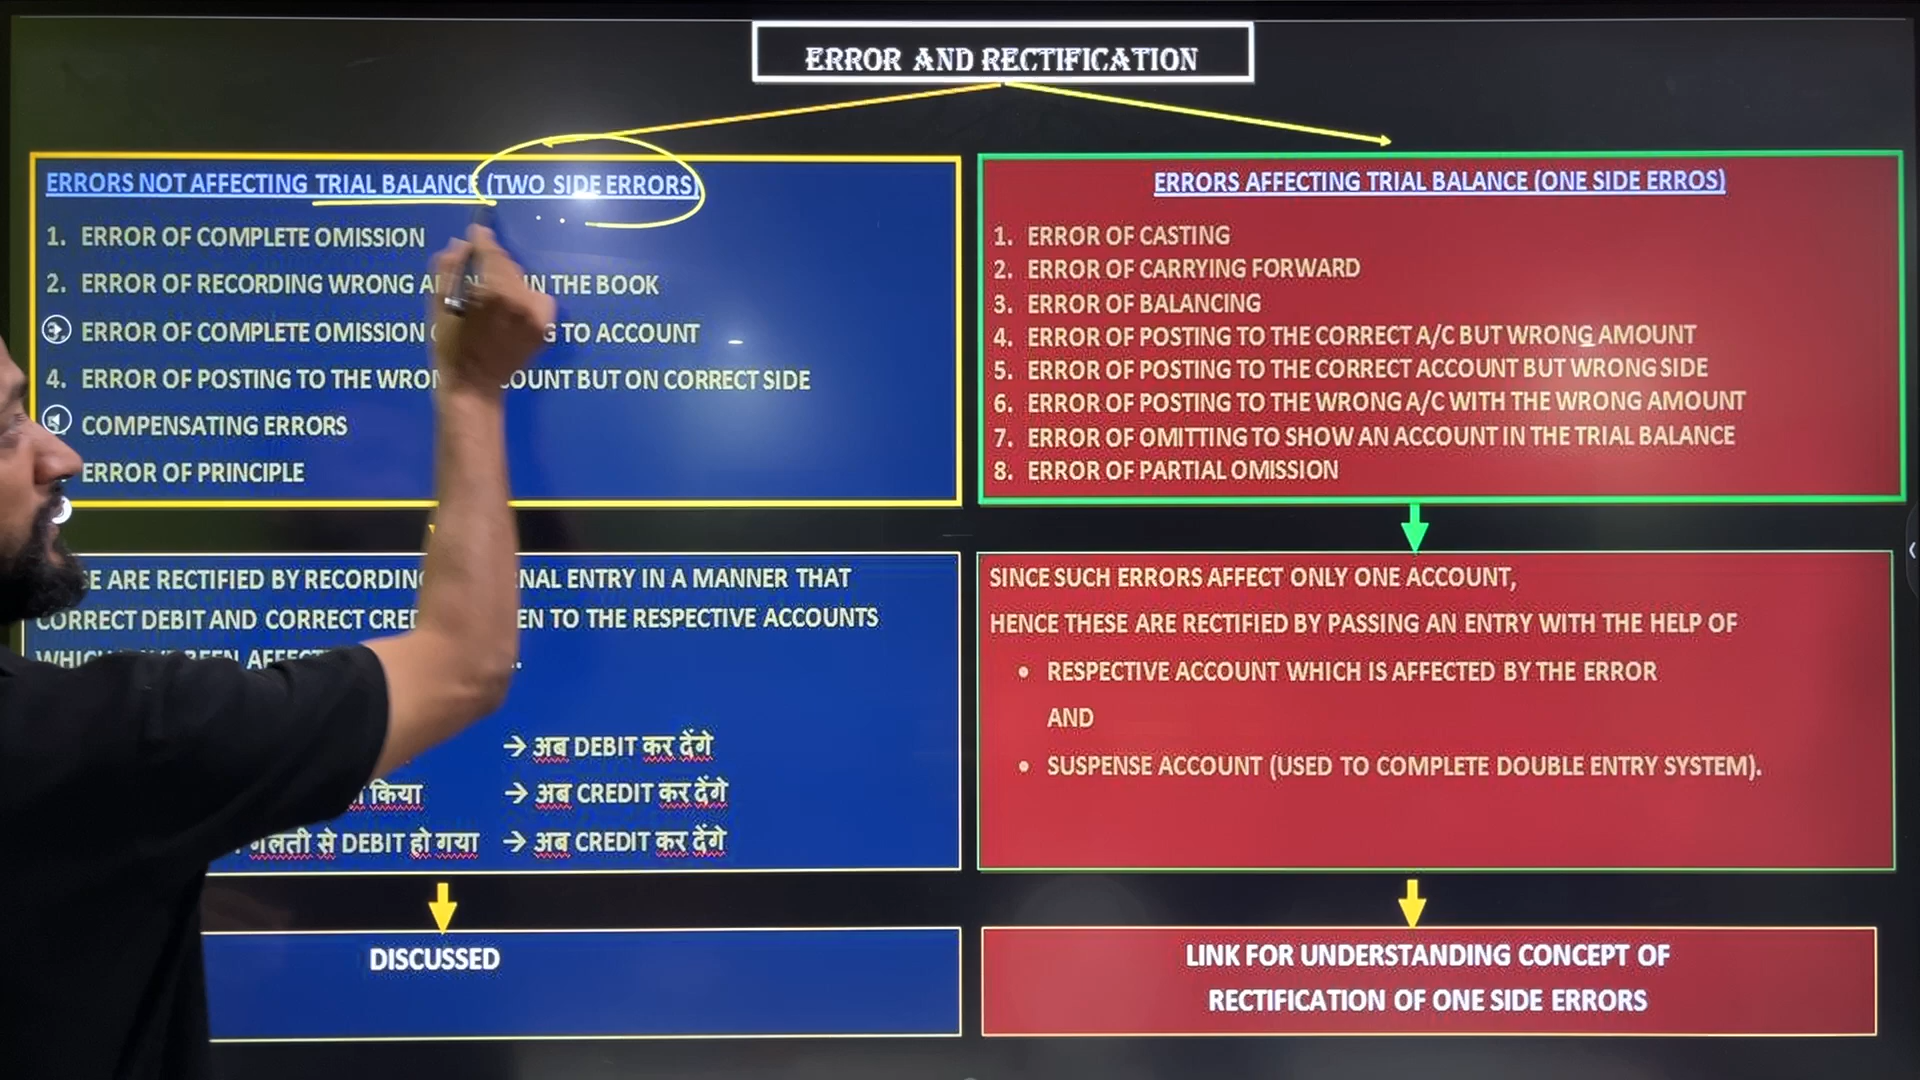 ERROR AND RECTIFICATION
ERRORS NOT AFFECTING TRIAL BALANCE (TWO SIDE ERRORS)
1. ERROR OF COMPLETE OMISSION
2. ERROR OF RECORDING WRONG IN THE BOOK
3. ERROR OF COMPLETE OMISSION TO ACCOUNT
4. ERROR OF POSTING TO THE BUT ON CORRECT SIDE
COMPENSATING ERRORS
ERROR OF PRINCIPLE
ERRORS AFFECTING TRIAL BALANCE (ONE SIDE ERROS)
1. ERROR OF CASTING
2. ERROR OF CARRYING FORWARD
3. ERROR OF BALANCING
4. ERROR OF POSTING TO THE CORRECT A/C BUT WRONG AMOUNT
5. ERROR OF POSTING TO THE CORRECT ACCOUNT BUT WRONG SIDE
6. ERROR OF POSTING TO THE WRONG A/C WITH THE WRONG AMOUNT
7. ERROR OF OMITTING TO SHOW AN ACCOUNT IN THE TRIAL BALANCE
8. ERROR OF PARTIAL OMISSION
ARE RECTIFIED BY RECORDING ENTRY IN A MANNER THAT
CORRECT DEBIT AND CORRECT TO THE RESPECTIVE ACCOUNTS
→ अब DEBIT कर देंगे
किया → अब CREDIT कर देंगे
गलती से DEBIT हो गया → अब CREDIT कर देंगे
SINCE SUCH ERRORS AFFECT ONLY ONE ACCOUNT,
HENCE THESE ARE RECTIFIED BY PASSING AN ENTRY WITH THE HELP OF
• RESPECTIVE ACCOUNT WHICH IS AFFECTED BY THE ERROR
AND
• SUSPENSE ACCOUNT (USED TO COMPLETE DOUBLE ENTRY SYSTEM).
DISCUSSED
LINK FOR UNDERSTANDING CONCEPT OF
RECTIFICATION OF ONE SIDE ERRORS